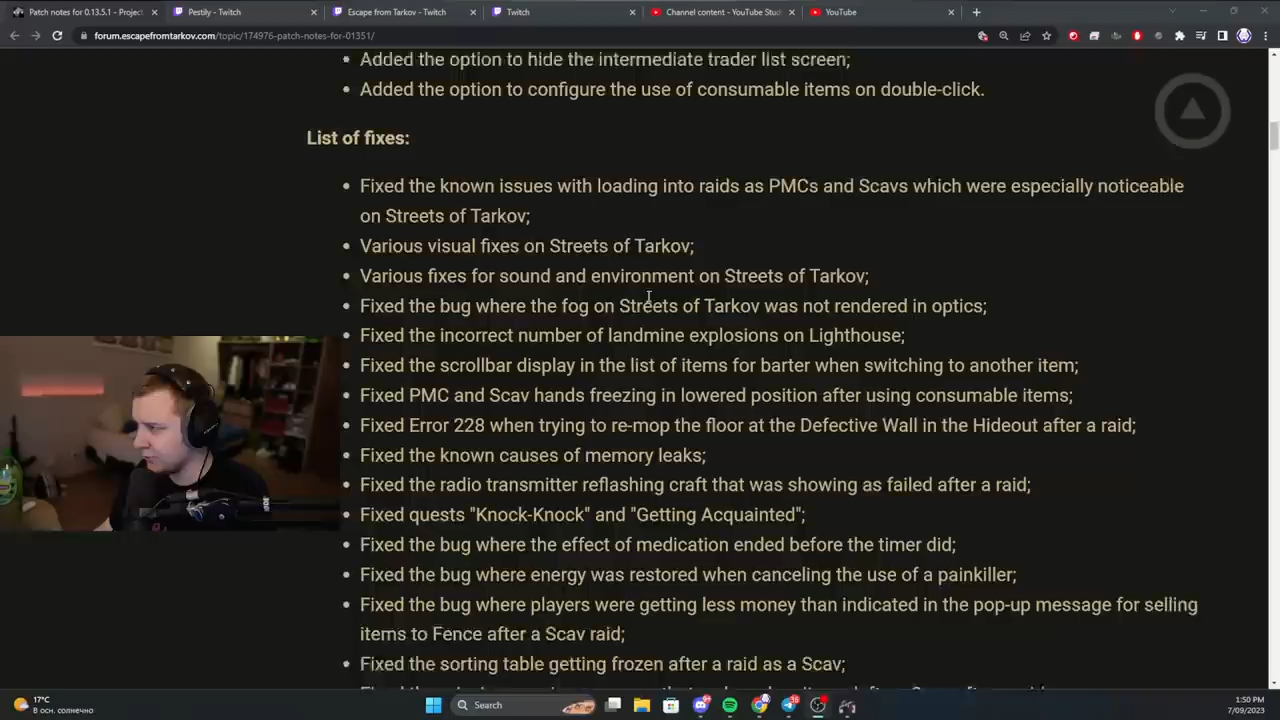 Patch notes for 0.13.5.1 - Project
Pestily - Twitch
Escape from Tarkov - Twitch
Twitch
Channel content - YouTube Stud
YouTube
forum.escapefromtarkov.com/topic/174976-patch-notes-for-01351/
• Added the option to hide the intermediate trader list screen;
• Added the option to configure the use of consumable items on double-click.
List of fixes:
• Fixed the known issues with loading into raids as PMCs and Scavs which were especially noticeable
on Streets of Tarkov;
• Various visual fixes on Streets of Tarkov;
• Various fixes for sound and environment on Streets of Tarkov;
• Fixed the bug where the fog on Streets of Tarkov was not rendered in optics;
• Fixed the incorrect number of landmine explosions on Lighthouse;
• Fixed the scrollbar display in the list of items for barter when switching to another item;
• Fixed PMC and Scav hands freezing in lowered position after using consumable items;
• Fixed Error 228 when trying to re-mop the floor at the Defective Wall in the Hideout after a raid;
• Fixed the known causes of memory leaks;
• Fixed the radio transmitter reflashing craft that was showing as failed after a raid;
• Fixed quests "Knock-Knock" and "Getting Acquainted";
• Fixed the bug where the effect of medication ended before the timer did;
• Fixed the bug where energy was restored when canceling the use of a painkiller;
• Fixed the bug where players were getting less money than indicated in the pop-up message for selling
items to Fence after a Scav raid;
• Fixed the sorting table getting frozen after a raid as a Scav;
17°C
В осн. солнечно
Search
1:50 PM
7/09/2023